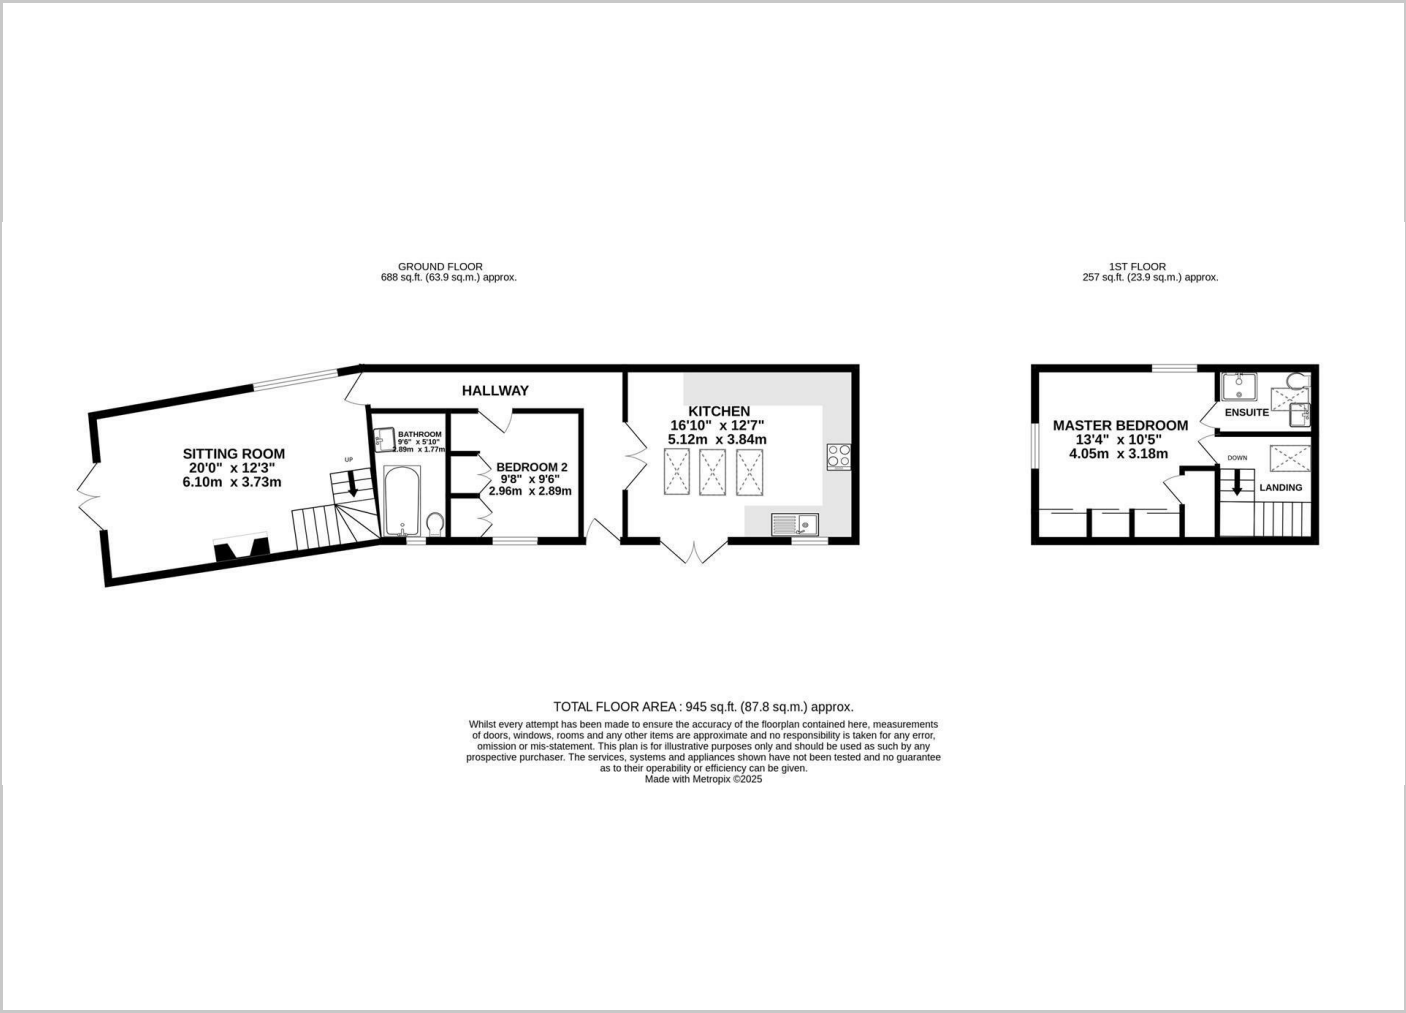 GROUND FLOOR
688 sq.ft. (63.9 sq.m.) approx.
1ST FLOOR
257 sq.ft. (23.9 sq.m.) approx.
HALLWAY
KITCHEN
16'10" x 12'7"
5.12m x 3.84m
SITTING ROOM
20'0" x 12'3"
6.10m x 3.73m
UP
BATHROOM
9'6" x 5'10"
2.89m x 1.77m
BEDROOM 2
9'8" x 9'6"
2.96m x 2.89m
MASTER BEDROOM
13'4" x 10'5"
4.05m x 3.18m
ENSUITE
DOWN
LANDING
TOTAL FLOOR AREA : 945 sq.ft. (87.8 sq.m.) approx.
Whilst every attempt has been made to ensure the accuracy of the floorplan contained here, measurements
of doors, windows, rooms and any other items are approximate and no responsibility is taken for any error,
omission or mis-statement. This plan is for illustrative purposes only and should be used as such by any
prospective purchaser. The services, systems and appliances shown have not been tested and no guarantee
as to their operability or efficiency can be given.
Made with Metropix ©2025